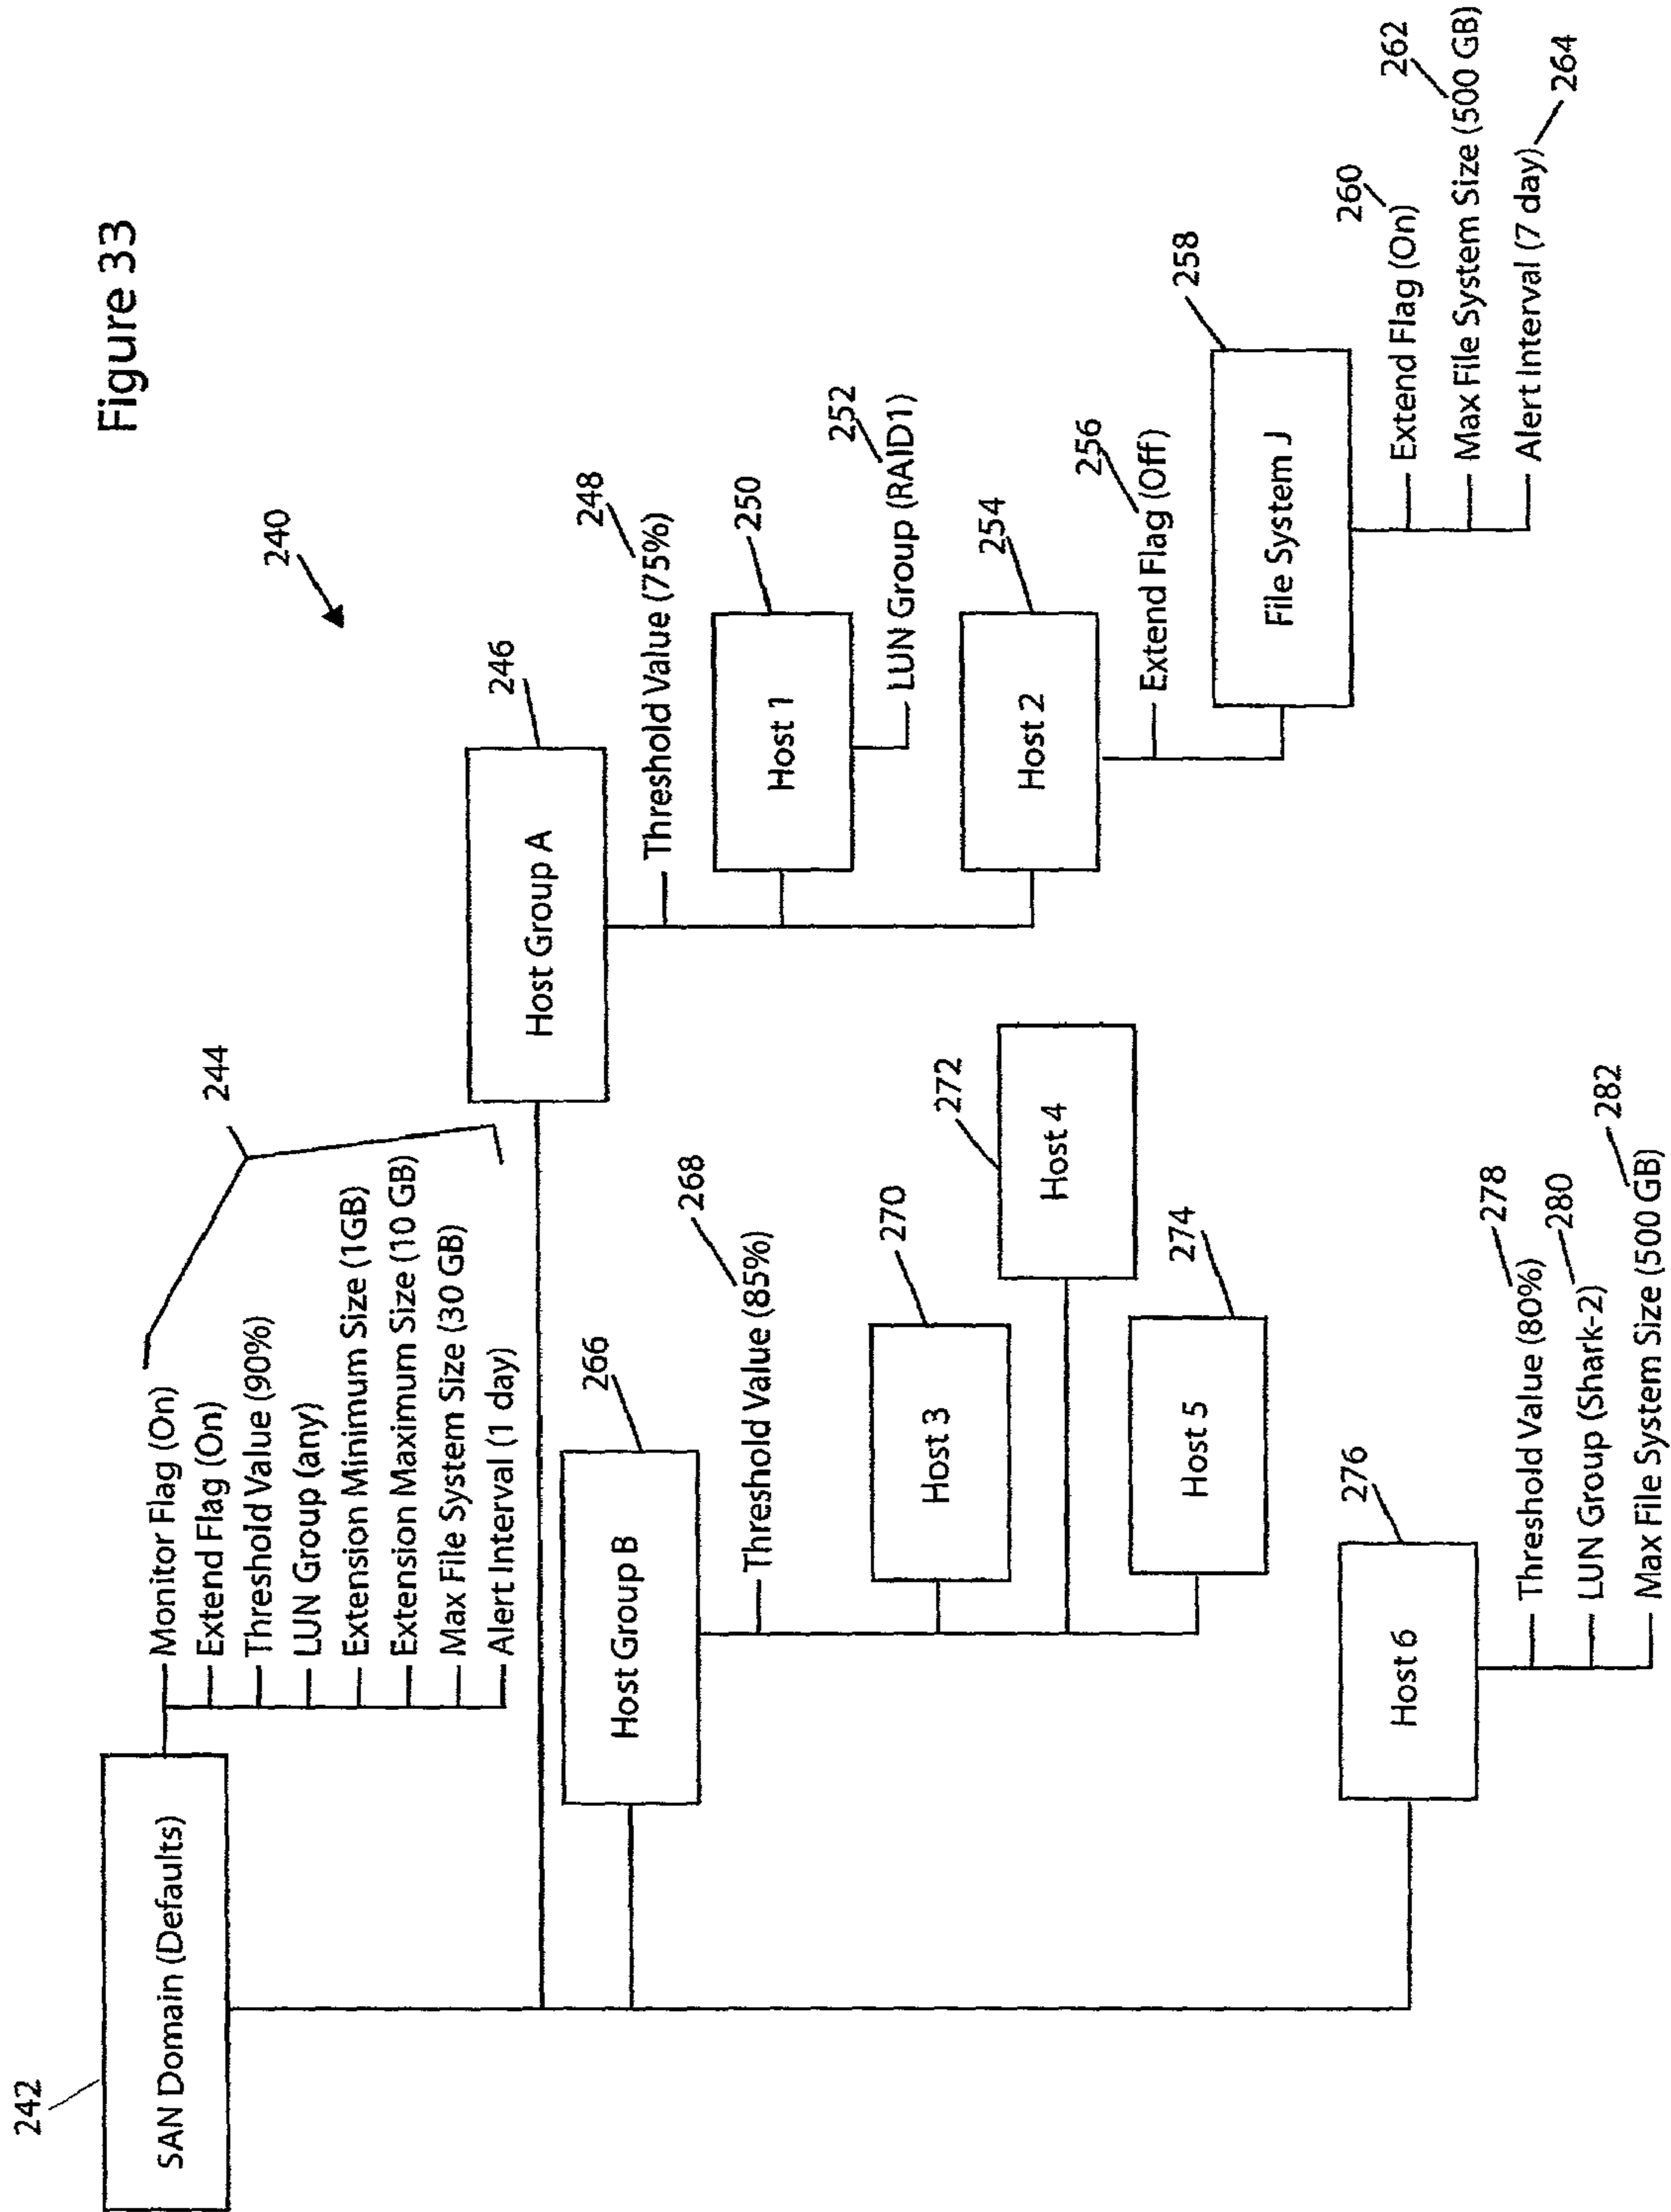 Figure 33
240
242
SAN Domain (Defaults)
244
Monitor Flag (On)
Extend Flag (On)
Threshold Value (90%)
LUN Group (any)
Extension Minimum Size (1GB)
Extension Maximum Size (10 GB)
Max File System Size (30 GB)
Alert Interval (1 day)
246
Host Group A
248
Threshold Value (75%)
250
Host 1
252
LUN Group (RAID1)
254
Host 2
256
Extend Flag (Off)
258
File System J
260
Extend Flag (On)
262
Max File System Size (500 GB)
Alert Interval (7 day)
264
266
Host Group B
268
Threshold Value (85%)
270
Host 3
272
Host 4
274
Host 5
276
Host 6
278
Threshold Value (80%)
280
LUN Group (Shark-2)
282
Max File System Size (500 GB)